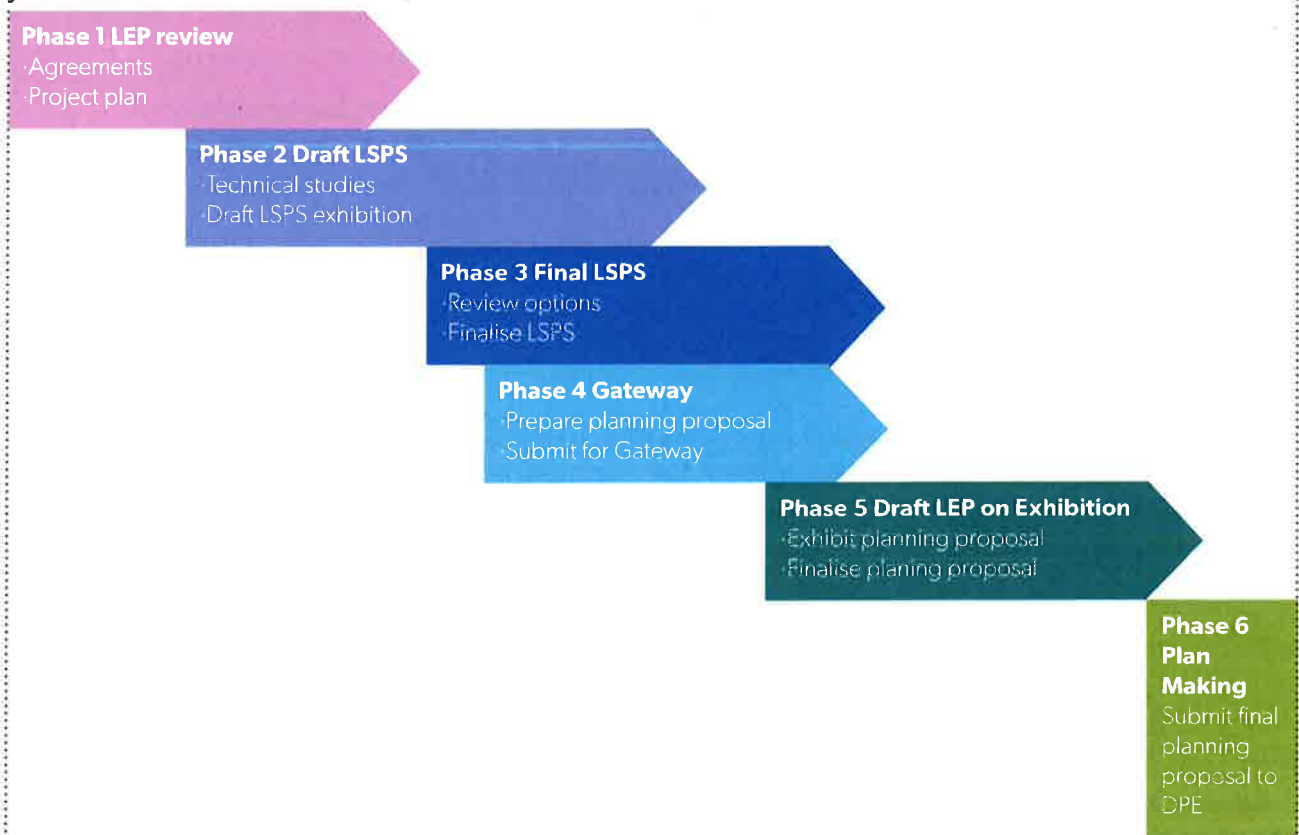 Phase 1 LEP review
·Agreements
·Project plan
Phase 2 Draft LSPS
·Technical studies
·Draft LSPS exhibition
Phase 3 Final LSPS
·Review options
·Finalise LSPS
Phase 4 Gateway
·Prepare planning proposal
·Submit for Gateway
Phase 5 Draft LEP on Exhibition
·Exhibit planning proposal
·Finalise planing proposal
Phase 6
Plan
Making
Submit final
planning
proposal to
DPE